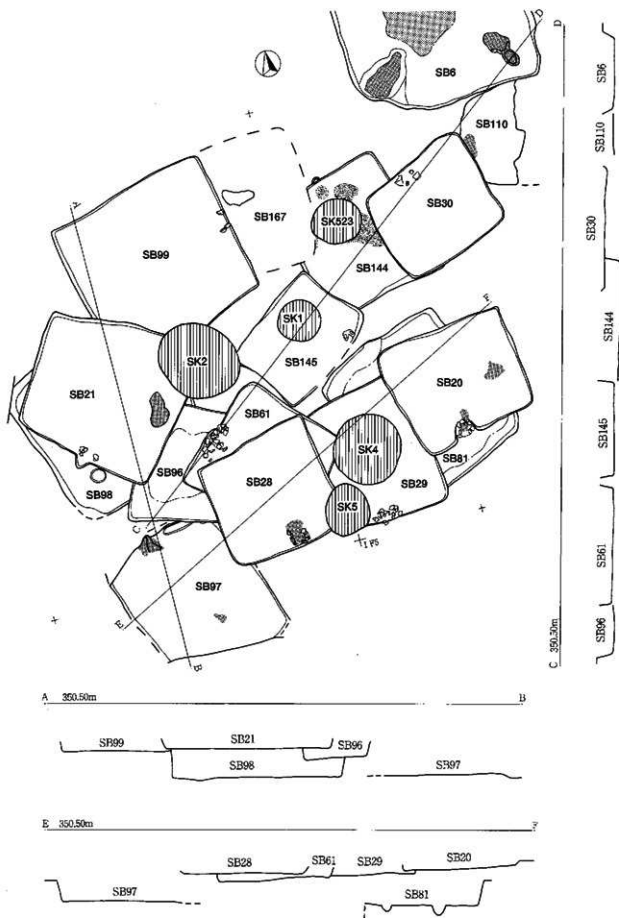 D
D
SB6
SB6
SB110
SB110
SB30
SB30
SB167
SK523
A
SB99
SB144
SB144
F
SK1
SK2
SB145
SB145
SB20
SB21
SB61
SB61
SK4
SB81
SB96
SB28
SB29
SB98
SK5
C
SB97
E
B
SB96
350.50m
C
A 350.50m B
SB99
SB21
SB96
SB98
SB97
E 350.50m F
SB28
SB61
SB29
SB20
SB97
SB81